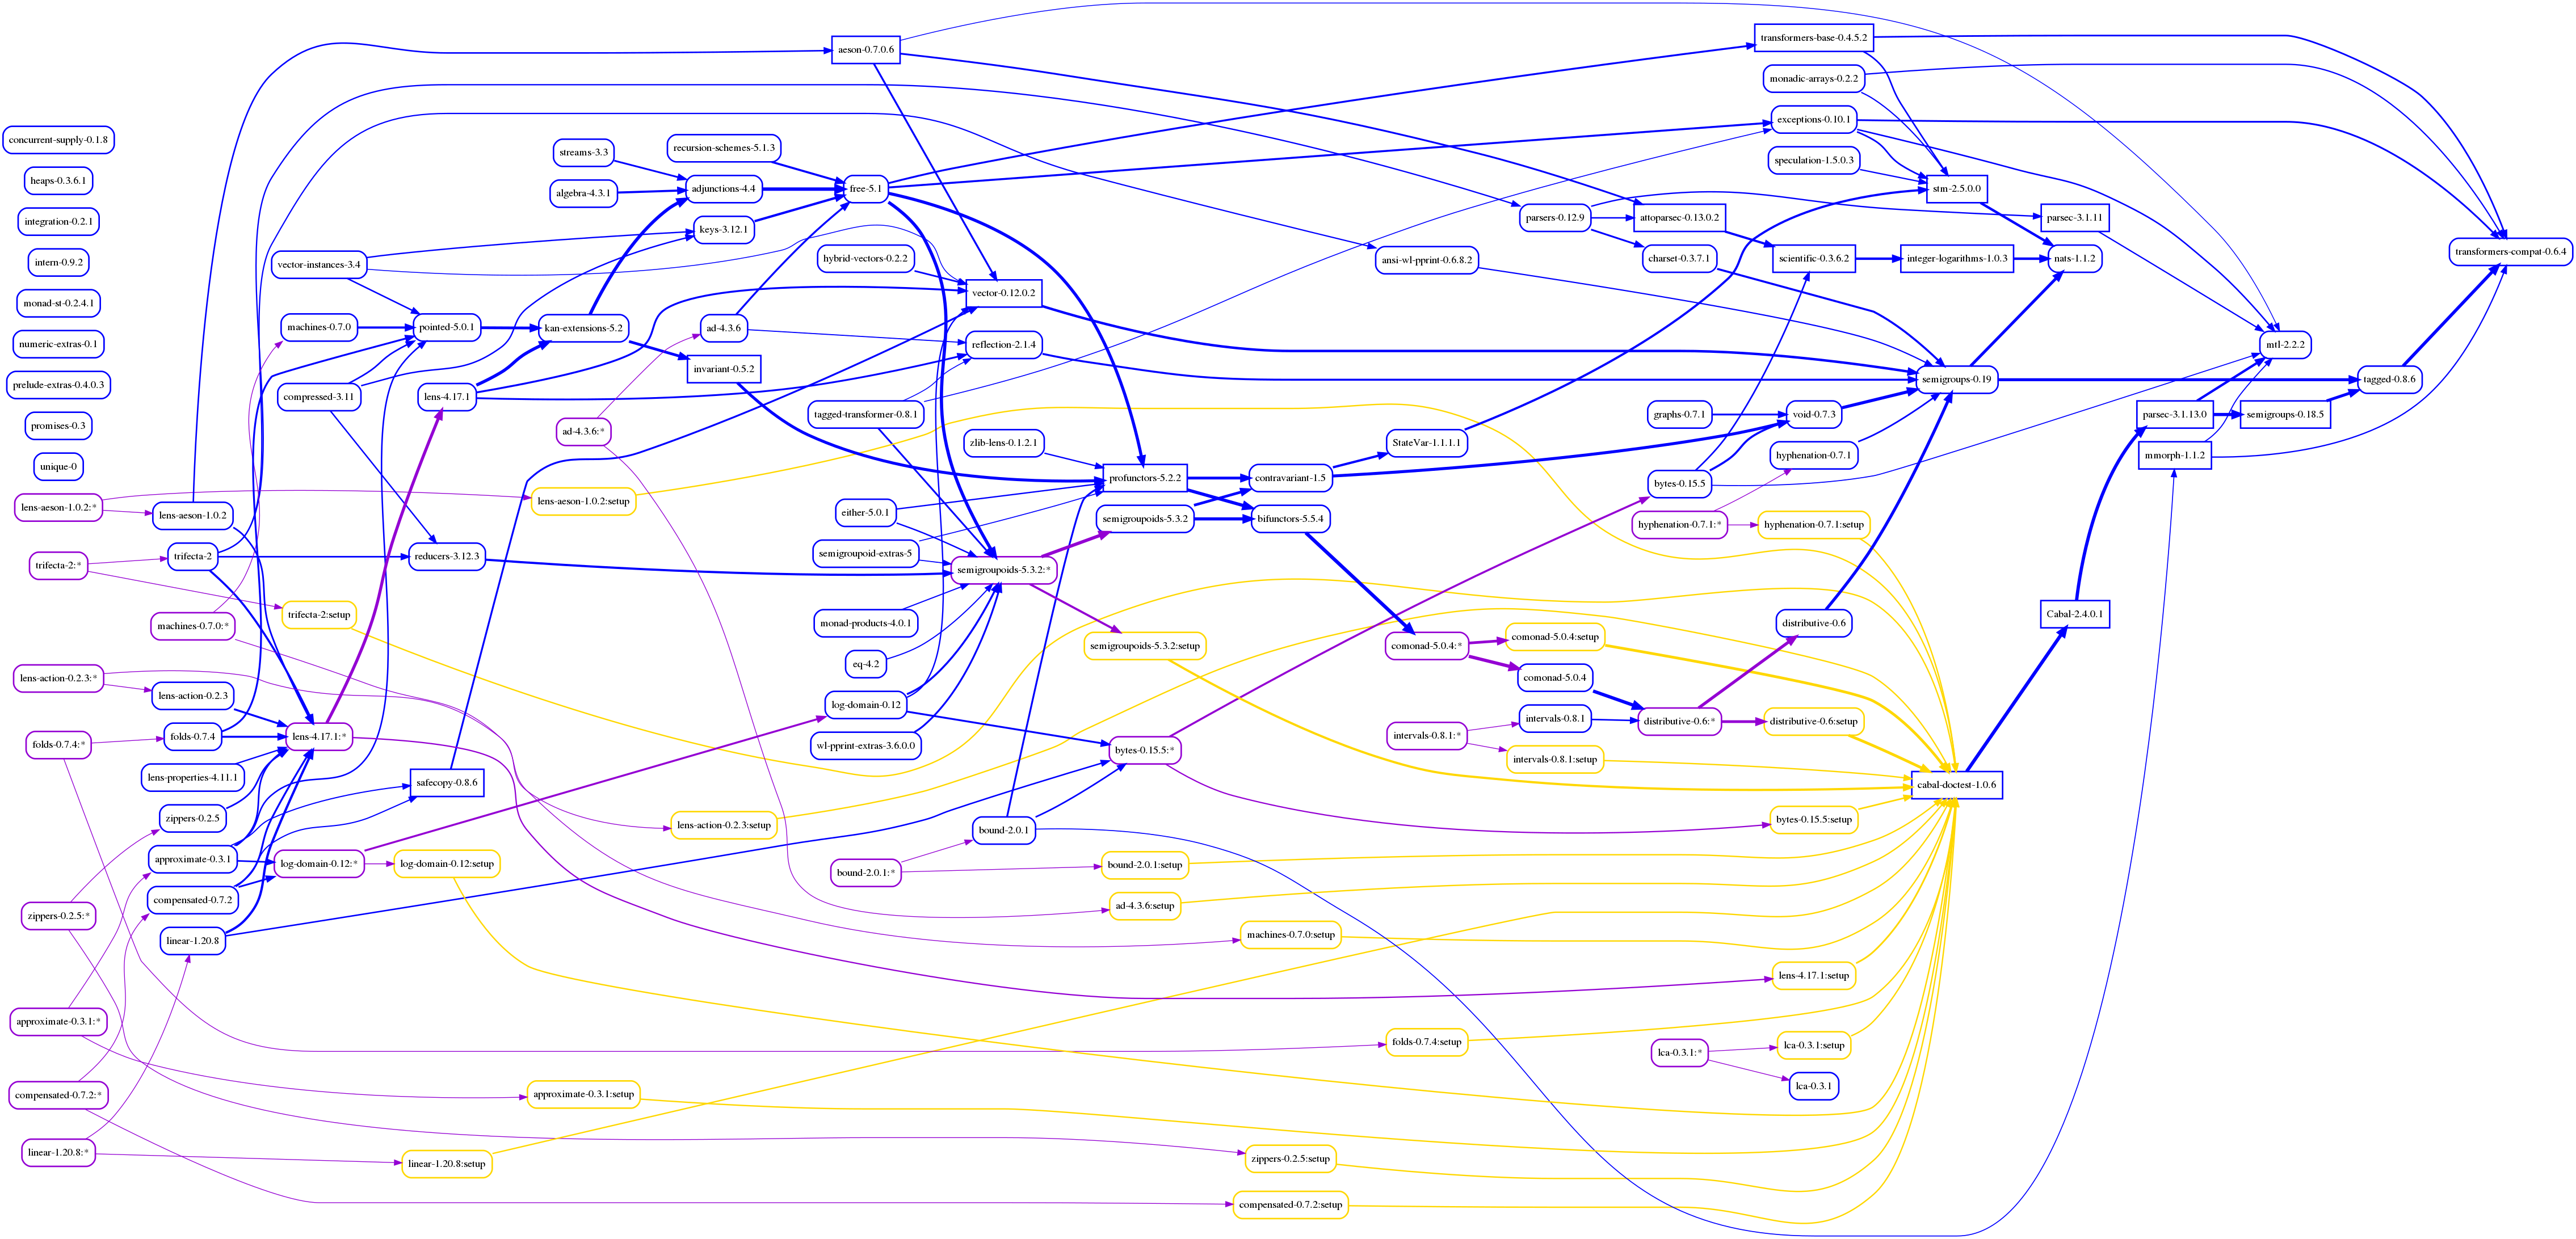 concurrent-supply-0.1.8
heaps-0.3.6.1
integration-0.2.1
intern-0.9.2
monad-st-0.2.4.1
numeric-extras-0.1
prelude-extras-0.4.0.3
promises-0.3
unique-0
lens-aeson-1.0.2:*
trifecta-2:*
machines-0.7.0:*
lens-action-0.2.3:*
folds-0.7.4:*
zippers-0.2.5:*
approximate-0.3.1:*
compensated-0.7.2:*
linear-1.20.8:*
lens-aeson-1.0.2
trifecta-2
lens-action-0.2.3
folds-0.7.4
lens-properties-4.11.1
zippers-0.2.5
approximate-0.3.1
compensated-0.7.2
linear-1.20.8
vector-instances-3.4
machines-0.7.0
compressed-3.11
trifecta-2:setup
lens-4.17.1:*
log-domain-0.12:*
pointed-5.0.1
lens-4.17.1
reducers-3.12.3
safecopy-0.8.6
log-domain-0.12:setup
linear-1.20.8:setup
streams-3.3
algebra-4.3.1
kan-extensions-5.2
ad-4.3.6:*
lens-aeson-1.0.2:setup
approximate-0.3.1:setup
recursion-schemes-5.1.3
adjunctions-4.4
keys-3.12.1
ad-4.3.6
invariant-0.5.2
lens-action-0.2.3:setup
aeson-0.7.0.6
free-5.1
hybrid-vectors-0.2.2
tagged-transformer-0.8.1
either-5.0.1
semigroupoid-extras-5
monad-products-4.0.1
eq-4.2
log-domain-0.12
wl-pprint-extras-3.6.0.0
bound-2.0.1:*
vector-0.12.0.2
reflection-2.1.4
zlib-lens-0.1.2.1
semigroupoids-5.3.2:*
bound-2.0.1
profunctors-5.2.2
semigroupoids-5.3.2
semigroupoids-5.3.2:setup
bytes-0.15.5:*
bound-2.0.1:setup
ad-4.3.6:setup
contravariant-1.5
bifunctors-5.5.4
machines-0.7.0:setup
zippers-0.2.5:setup
compensated-0.7.2:setup
ansi-wl-pprint-0.6.8.2
StateVar-1.1.1.1
comonad-5.0.4:*
intervals-0.8.1:*
folds-0.7.4:setup
parsers-0.12.9
comonad-5.0.4:setup
comonad-5.0.4
intervals-0.8.1
intervals-0.8.1:setup
attoparsec-0.13.0.2
charset-0.3.7.1
graphs-0.7.1
bytes-0.15.5
hyphenation-0.7.1:*
distributive-0.6:*
lca-0.3.1:*
transformers-base-0.4.5.2
monadic-arrays-0.2.2
exceptions-0.10.1
speculation-1.5.0.3
scientific-0.3.6.2
void-0.7.3
hyphenation-0.7.1
hyphenation-0.7.1:setup
distributive-0.6
distributive-0.6:setup
bytes-0.15.5:setup
lens-4.17.1:setup
lca-0.3.1:setup
lca-0.3.1
stm-2.5.0.0
integer-logarithms-1.0.3
semigroups-0.19
cabal-doctest-1.0.6
parsec-3.1.11
nats-1.1.2
Cabal-2.4.0.1
parsec-3.1.13.0
mmorph-1.1.2
mtl-2.2.2
semigroups-0.18.5
tagged-0.8.6
transformers-compat-0.6.4